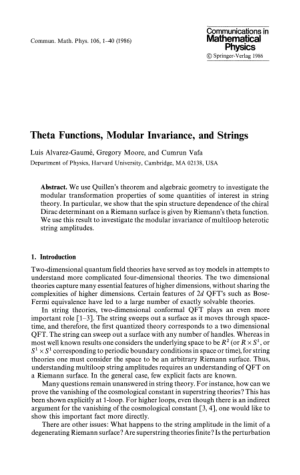 Communications in
Commun. Math. Phys. 106, 1–40 (1986)
Mathematical
Physics
© Springer-Verlag 1986
Theta Functions, Modular Invariance, and Strings
Luis Alvarez-Gaumé, Gregory Moore, and Cumrun Vafa
Department of Physics, Harvard University, Cambridge, MA 02138, USA
Abstract. We use Quillen's theorem and algebraic geometry to investigate the
modular transformation properties of some quantities of interest in string
theory. In particular, we show that the spin structure dependence of the chiral
Dirac determinant on a Riemann surface is given by Riemann's theta function.
We use this result to investigate the modular invariance of multiloop heterotic
string amplitudes.
1. Introduction
Two-dimensional quantum field theories have served as toy models in attempts to
understand more complicated four-dimensional theories. The two dimensional
theories capture many essential features of higher dimensions, without sharing the
complexities of higher dimensions. Certain features of 2d QFT's such as Bose-
Fermi equivalence have led to a large number of exactly solvable theories.
In string theories, two-dimensional conformal QFT plays an even more
important role [1–3]. The string sweeps out a surface as it moves through space-
time, and therefore, the first quantized theory corresponds to a two dimensional
QFT. The string can sweep out a surface with any number of handles. Whereas in
most well known results one considers the underlying space to be R² (or R × S¹, or
S¹ × S¹ corresponding to periodic boundary conditions in space or time), for string
theories one must consider the space to be an arbitrary Riemann surface. Thus,
understanding multiloop string amplitudes requires an understanding of QFT on
a Riemann surface. In the general case, few explicit facts are known.
Many questions remain unanswered in string theory. For instance, how can we
prove the vanishing of the cosmological constant in superstring theories? This has
been shown explicitly at 1-loop. For higher loops, even though there is an indirect
argument for the vanishing of the cosmological constant [3, 4], one would like to
show this important fact more directly.
There are other issues: What happens to the string amplitude in the limit of a
degenerating Riemann surface? Are superstring theories finite? Is the perturbation